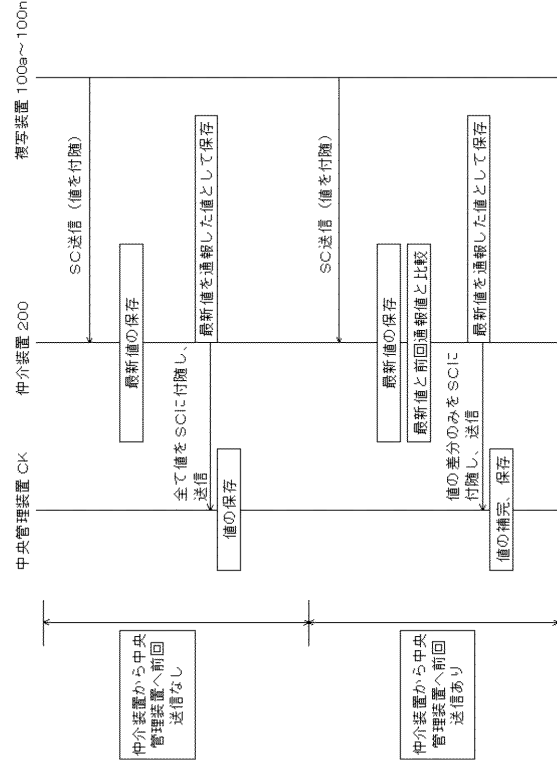 中央管理装置 CK
仲介装置 200
複写装置 100a～100n
仲介装置から中央
管理装置へ前回
送信なし
SC送信（値を付随）
最新値の保存
最新値を通報した値として保存
全て値をSCに付随し、
送信
値の保存
仲介装置から中央
管理装置へ前回
送信あり
SC送信（値を付随）
最新値の保存
最新値と前回通報値と比較
最新値を通報した値として保存
値の差分のみをSCに
付随し、送信
値の補完、保存